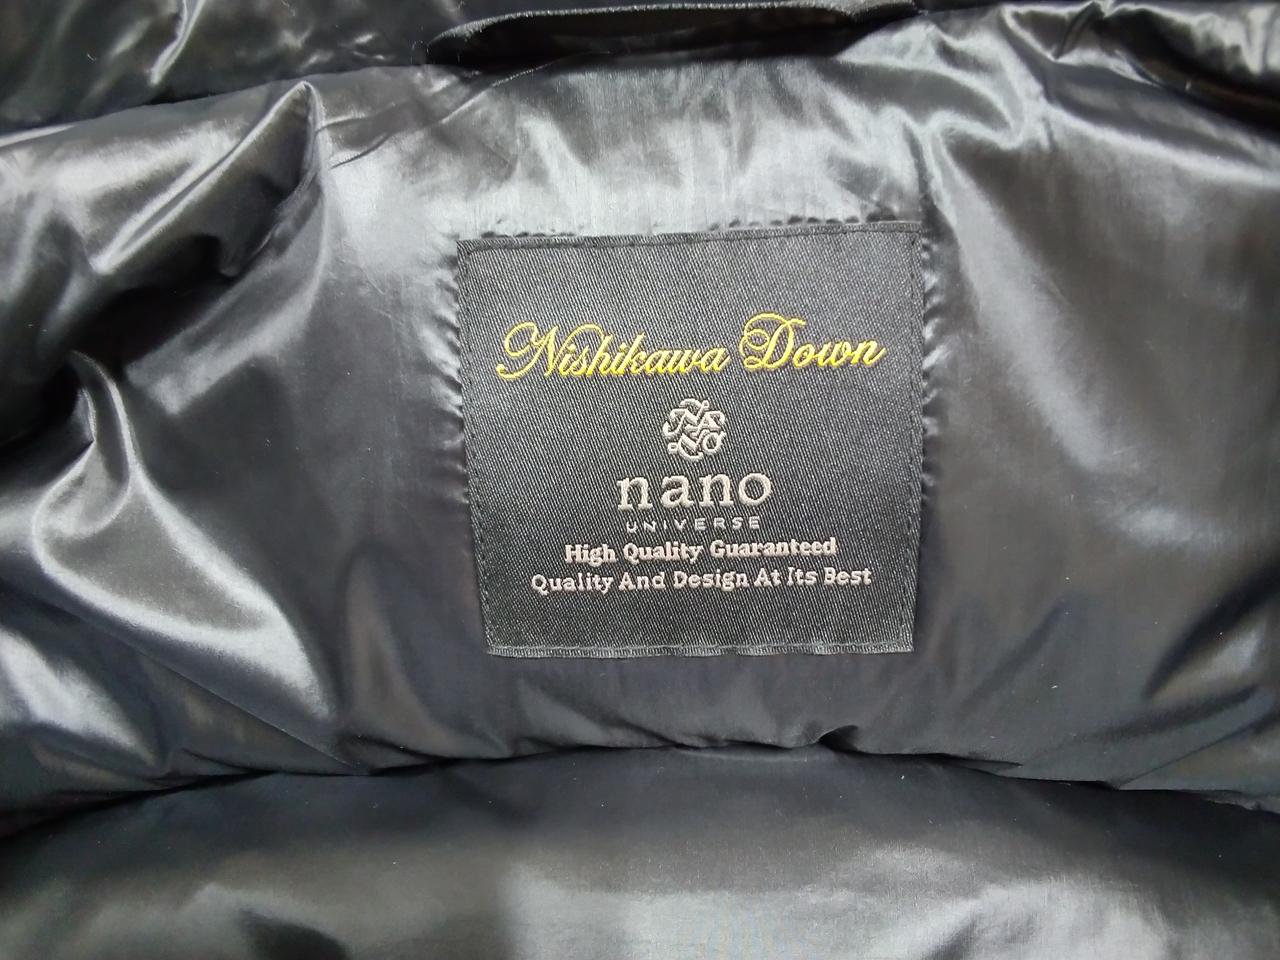 Nishikawa Down
nano
UNIVERSE
High Quality Guaranteed
Quality And Design At Its Best